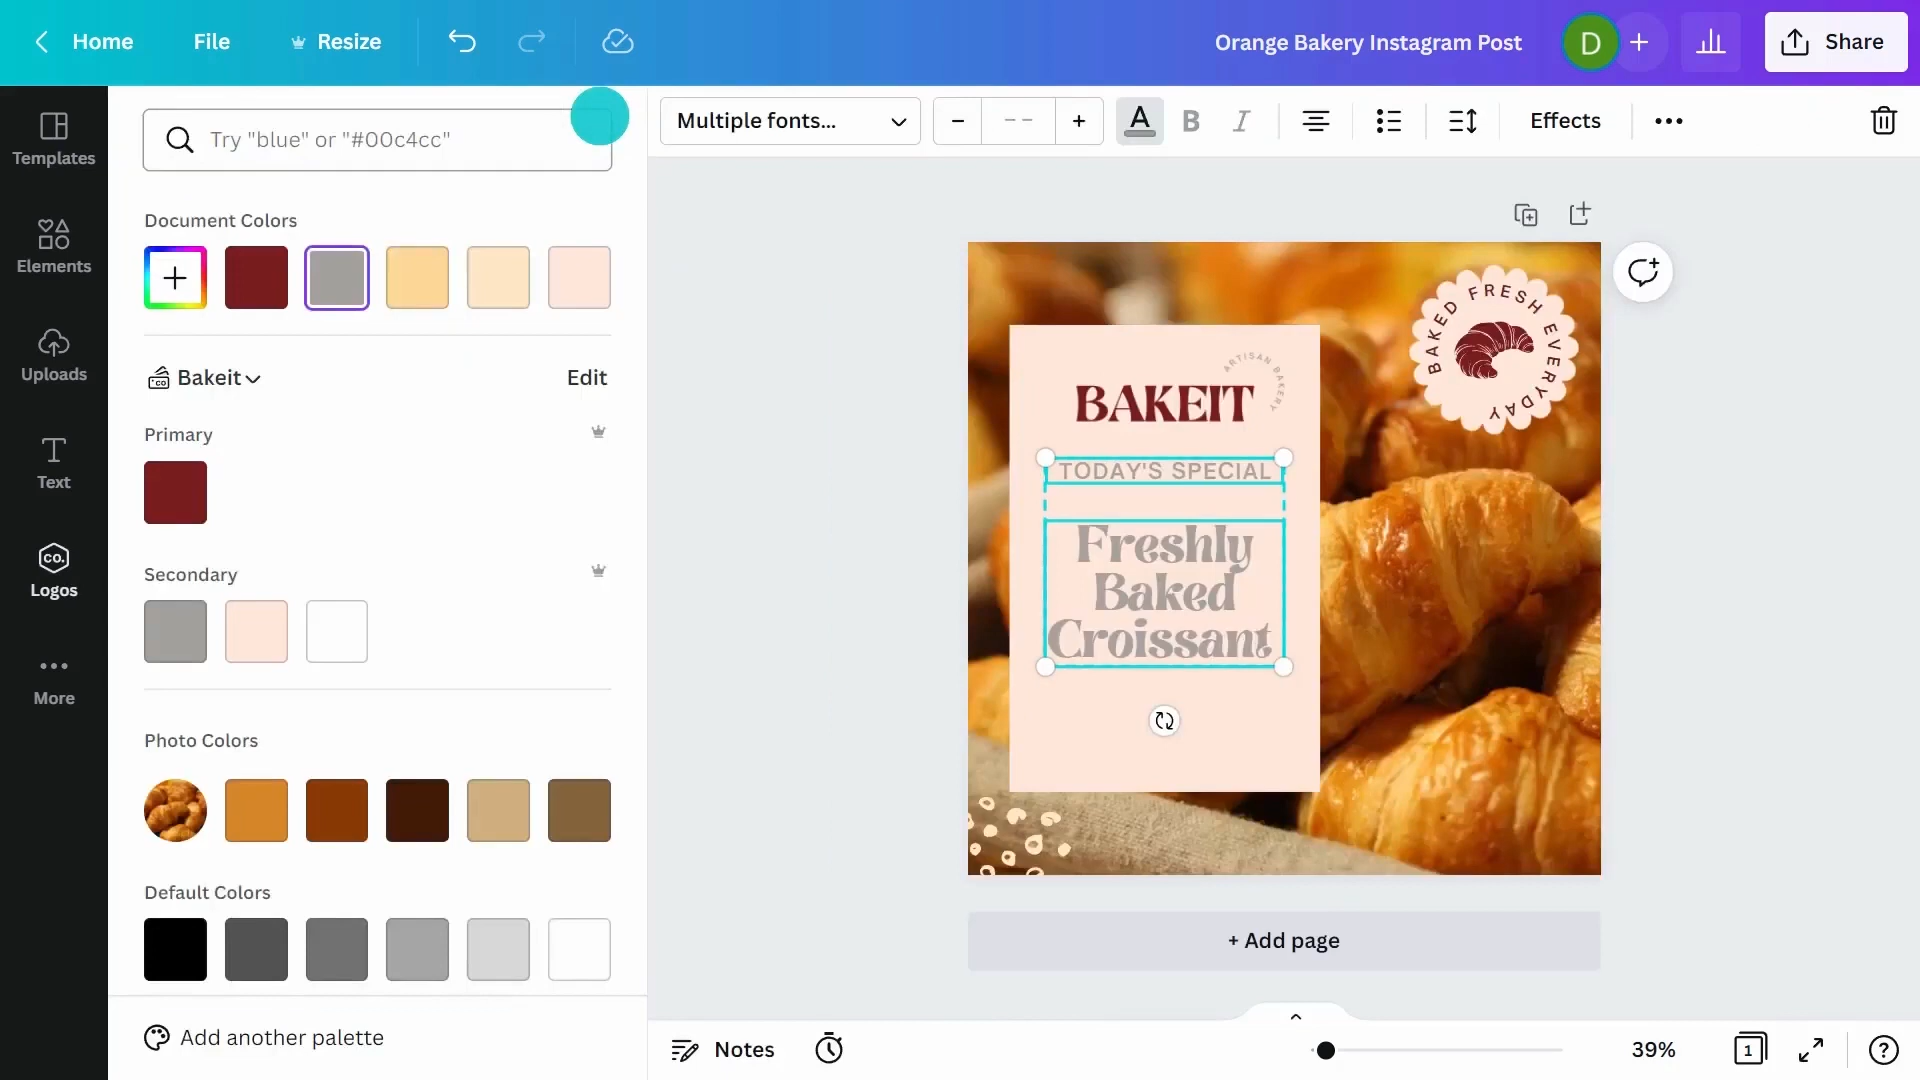 Home
File
Resize
Orange Bakery Instagram Post
D
Share
Templates
Elements
Uploads
Text
CO.
Logos
More
Try "blue" or "#00c4cc"
Document Colors
CO
Bakeit
Edit
Primary
Secondary
Photo Colors
Default Colors
Add another palette
Multiple fonts...
− -- +
A
B
I
Effects
BAKED FRESH EVERYDAY
ARTISAN BAKERY
BAKEIT
TODAY'S SPECIAL
Freshly
Baked
Croissant
+ Add page
Notes
39%
1
?